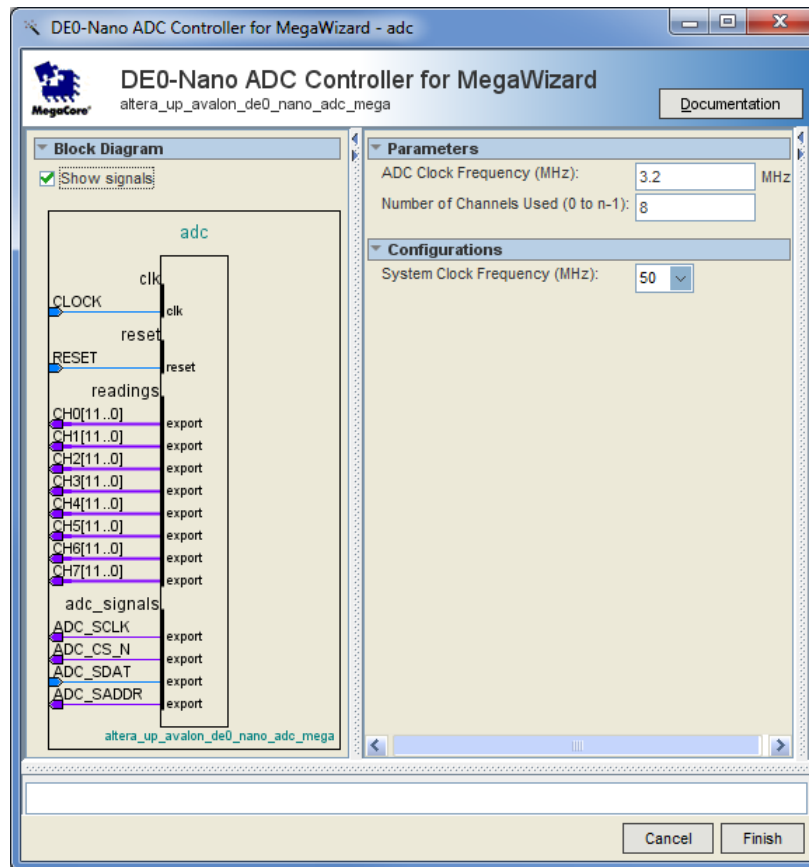 DE0-Nano ADC Controller for MegaWizard - adc
MegaCore®
DE0-Nano ADC Controller for MegaWizard
altera_up_avalon_de0_nano_adc_mega
Documentation
Block Diagram
Show signals
adc
clk
CLOCK
clk
reset
RESET
reset
readings
CH0[11..0]
export
CH1[11..0]
export
CH2[11..0]
export
CH3[11..0]
export
CH4[11..0]
export
CH5[11..0]
export
CH6[11..0]
export
CH7[11..0]
export
adc_signals
ADC_SCLK
export
ADC_CS_N
export
ADC_SDAT
export
ADC_SADDR
export
altera_up_avalon_de0_nano_adc_mega
Parameters
ADC Clock Frequency (MHz): 3.2 MHz
Number of Channels Used (0 to n-1): 8
Configurations
System Clock Frequency (MHz): 50
Cancel Finish